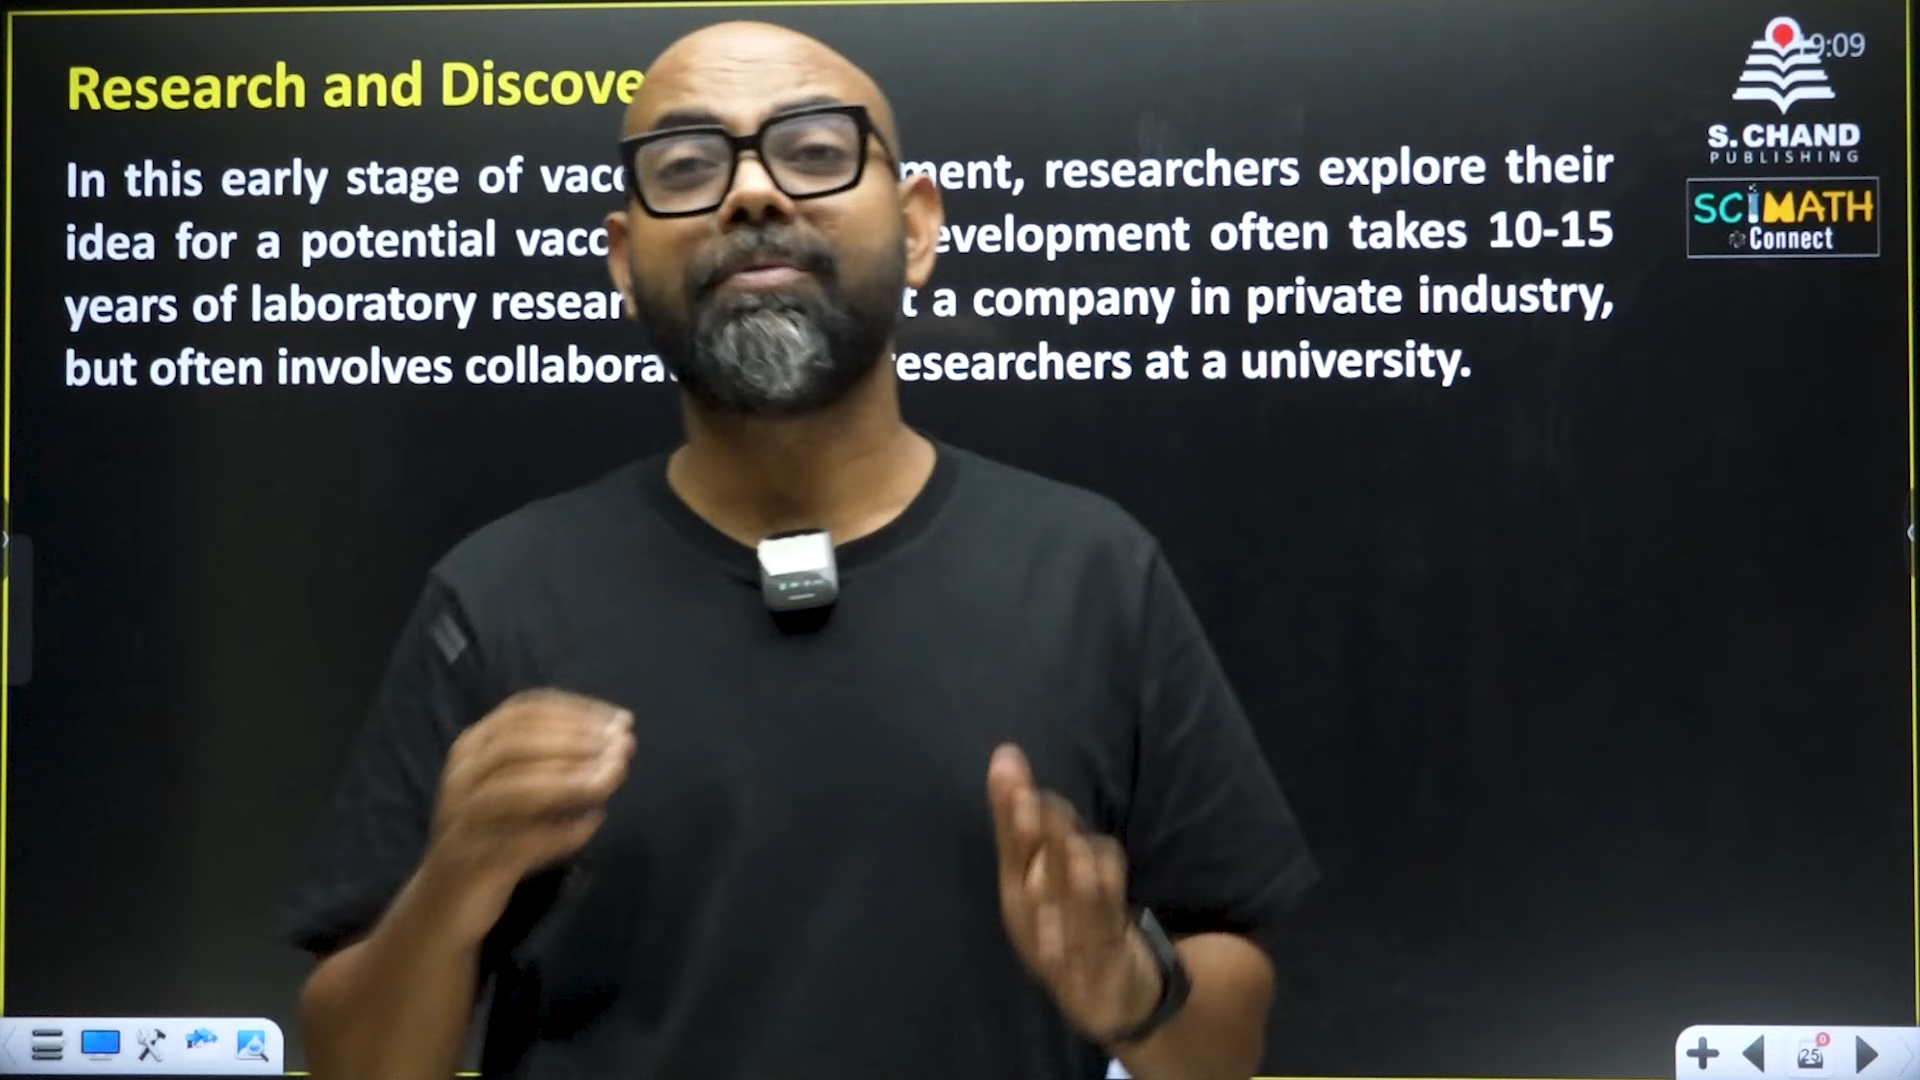 Research and Discove
In this early stage of vacc ment, researchers explore their
idea for a potential vacc evelopment often takes 10-15
years of laboratory resear t a company in private industry,
but often involves collabora esearchers at a university.
9:09
S. CHAND
PUBLISHING
SCIMATH
Connect
25
0